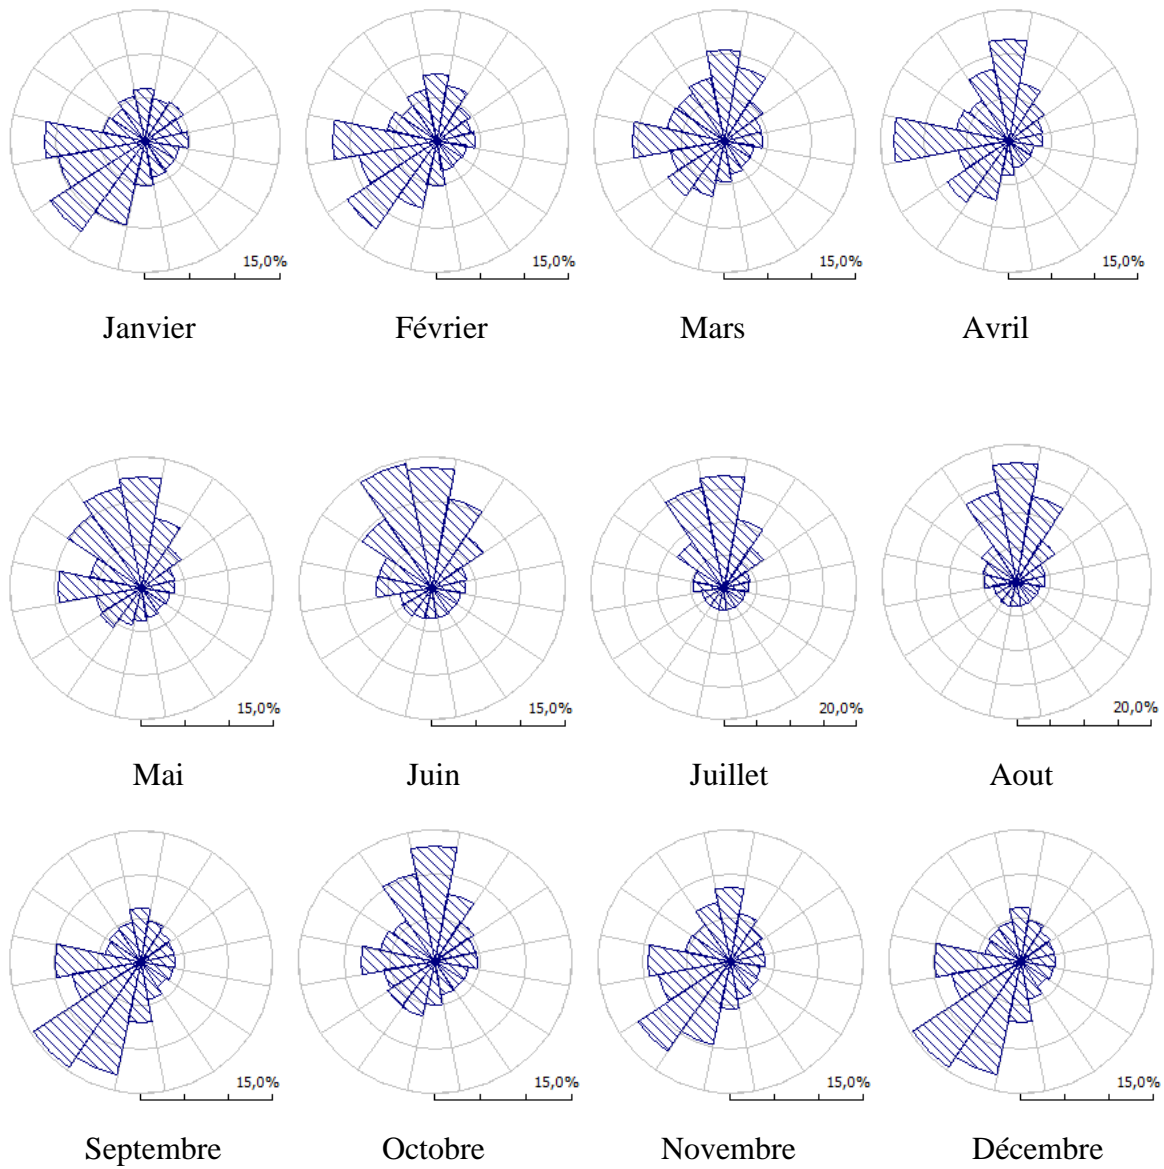 15,0% 15,0% 15,0% 15,0%
Janvier Février Mars Avril
15,0% 15,0% 20,0% 20,0%
Mai Juin Juillet Aout
15,0% 15,0% 15,0% 15,0%
Septembre Octobre Novembre Décembre